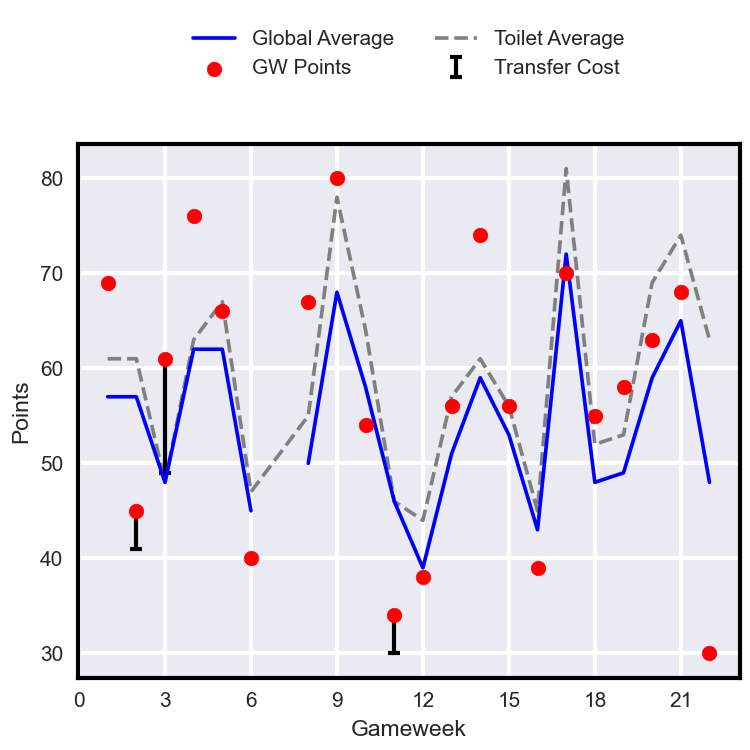 Global Average
Toilet Average
GW Points
Transfer Cost
80
70
60
50
40
30
Points
0 3 6 9 12 15 18 21
Gameweek